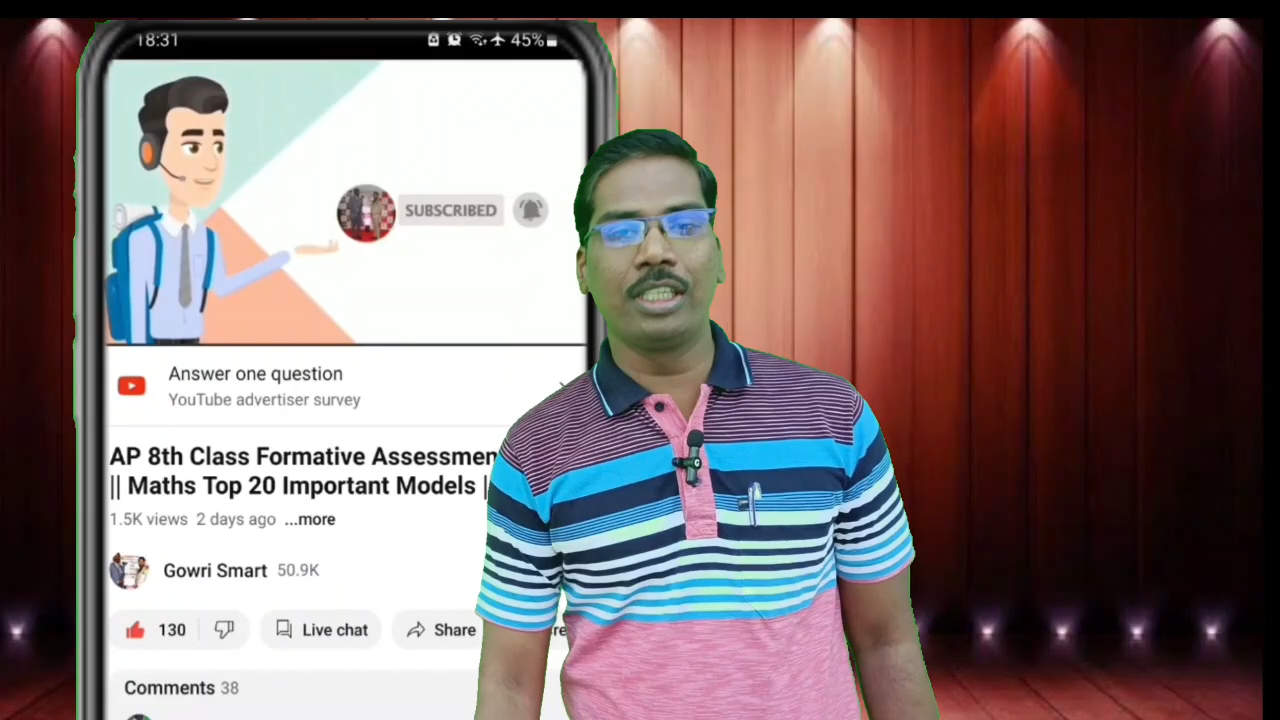 18:31
45%
SUBSCRIBED
Answer one question
YouTube advertiser survey
AP 8th Class Formative
|| Maths Top 20 Important Models |
1.5K views 2 days ago ...more
Gowri Smart 50.9K
130
Live chat
Share
Comments 38